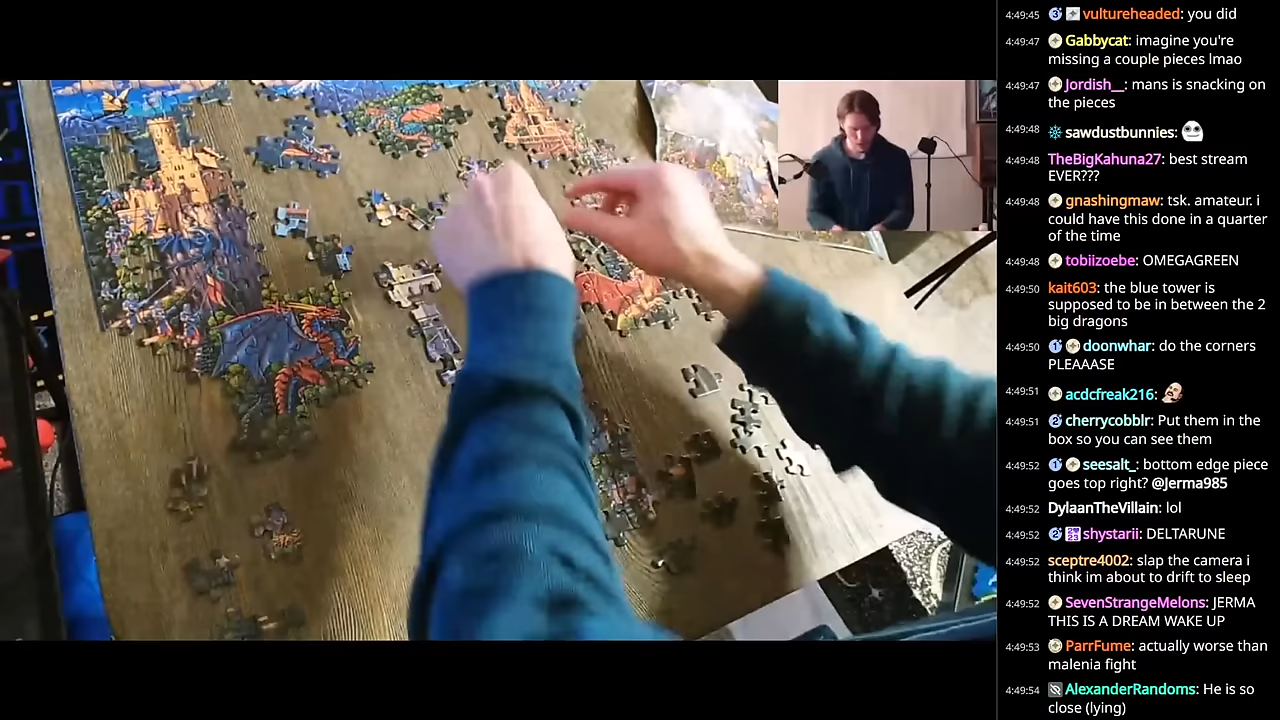 4:49:45 vultureheaded: you did
4:49:47 Gabbycat: imagine you're
missing a couple pieces lmao
4:49:47 Jordish__: mans is snacking on
the pieces
4:49:48 sawdustbunnies:
4:49:48 TheBigKahuna27: best stream
EVER???
4:49:48 gnashingmaw: tsk. amateur. i
could have this done in a quarter
of the time
4:49:48 tobiizoebe: OMEGAGREEN
4:49:50 kait603: the blue tower is
supposed to be in between the 2
big dragons
4:49:50 doonwhar: do the corners
PLEAAASE
4:49:51 acdcfreak216:
4:49:51 cherrycobblr: Put them in the
box so you can see them
4:49:52 seesalt_: bottom edge piece
goes top right? @Jerma985
4:49:52 DylaanTheVillain: lol
4:49:52 shystarii: DELTARUNE
4:49:52 sceptre4002: slap the camera i
think im about to drift to sleep
4:49:52 SevenStrangeMelons: JERMA
THIS IS A DREAM WAKE UP
4:49:53 ParrFume: actually worse than
malenia fight
4:49:54 AlexanderRandoms: He is so
close (lying)